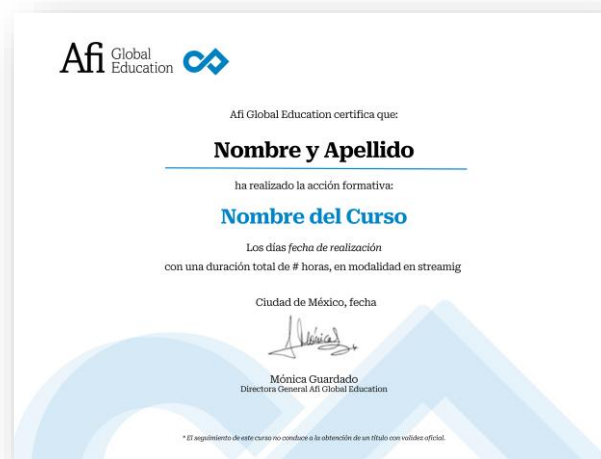 Afi Global
Education
Afi Global Education certifica que:
Nombre y Apellido
ha realizado la acción formativa:
Nombre del Curso
Los días fecha de realización
con una duración total de # horas, en modalidad en streamig
Ciudad de México, fecha
Mónica
Mónica Guardado
Directora General Afi Global Education
* El seguimiento de este curso no conduce a la obtención de un título con validez oficial.